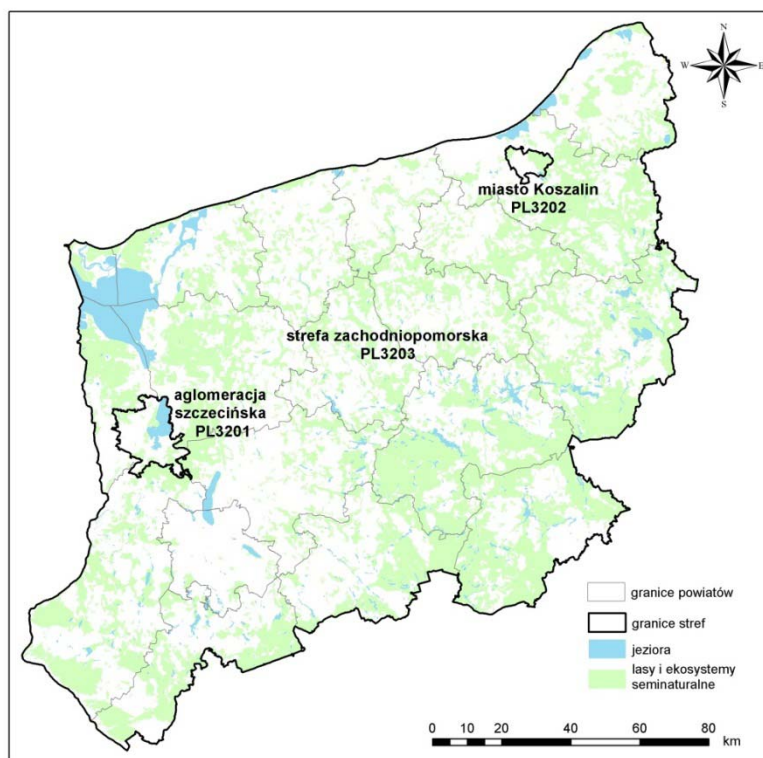 N
W E
S
miasto Koszalin
PL3202
strefa zachodniopomorska
PL3203
aglomeracja
szczecińska
PL3201
granice powiatów
granice stref
jeziora
lasy i ekosystemy
seminaturalne
0 10 20 40 60 80
km